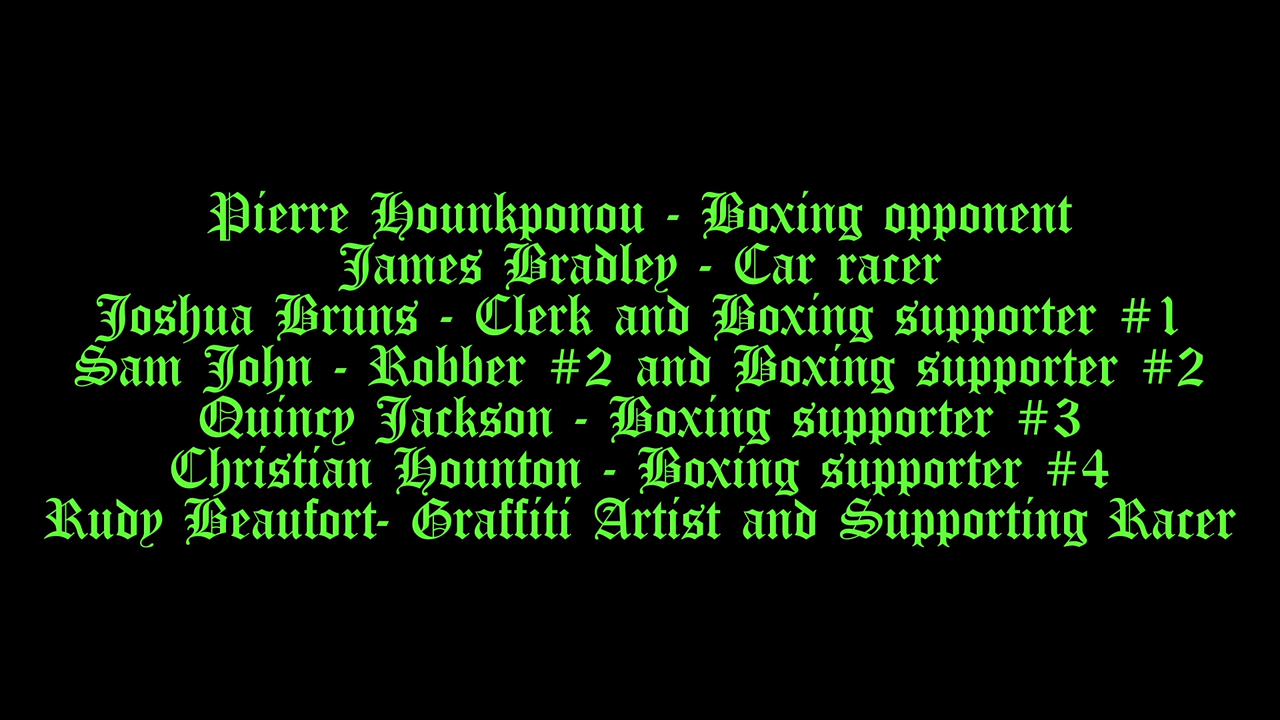 Pierre Hounkponou - Boxing opponent
James Bradley - Car racer
Joshua Bruns - Clerk and Boxing supporter #1
Sam John - Robber #2 and Boxing supporter #2
Quincy Jackson - Boxing supporter #3
Christian Hounton - Boxing supporter #4
Rudy Beaufort- Graffiti Artist and Supporting Racer